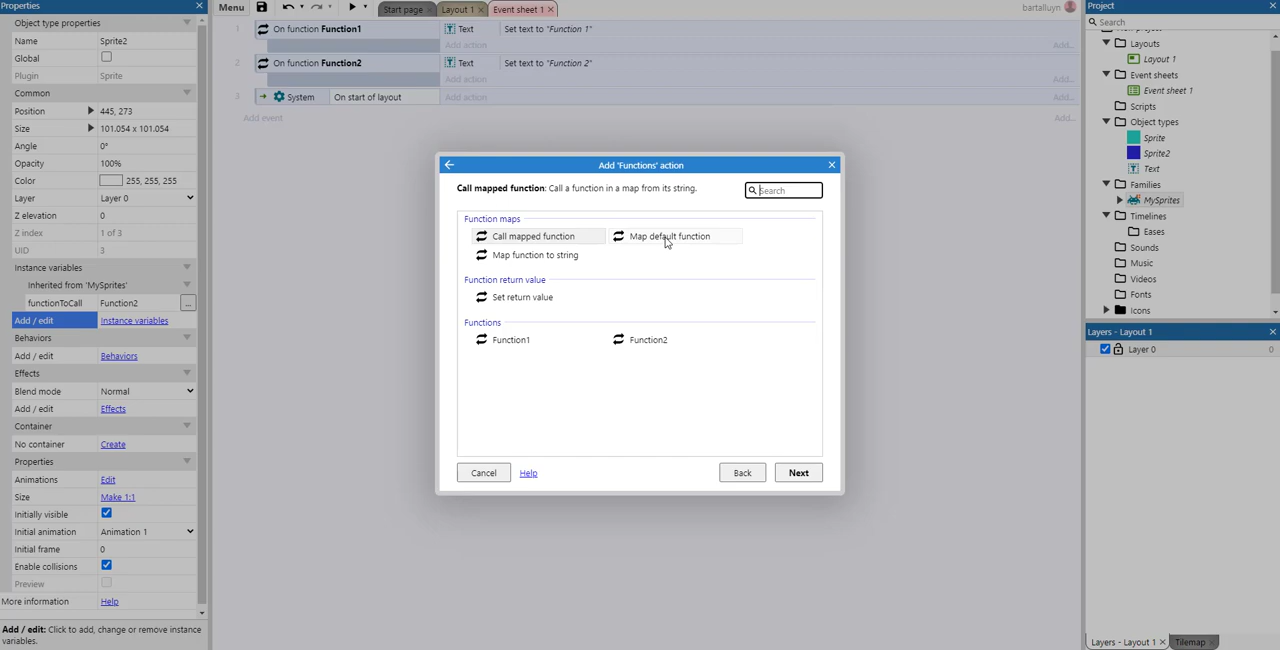 Properties
Menu
Start page
Layout 1
Event sheet 1
bartalluyn
Project
Object type properties
Name Sprite2
Global
Plugin Sprite
Common
Position 445, 273
Size 101.054 x 101.054
Angle 0°
Opacity 100%
Color 255, 255, 255
Layer Layer 0
Z elevation 0
Z index 1 of 3
UID 3
Instance variables
Inherited from 'MySprites'
functionToCall Function2 ...
Add / edit Instance variables
Behaviors
Add / edit Behaviors
Effects
Blend mode Normal
Add / edit Effects
Container
No container Create
Properties
Animations Edit
Size Make 1:1
Initially visible
Initial animation Animation 1
Initial frame 0
Enable collisions
Preview
More information Help
Add / edit: Click to add, change or remove instance
variables.
1 On function Function1 Text Set text to "Function 1"
Add action Add...
2 On function Function2 Text Set text to "Function 2"
Add action Add...
3 System On start of layout Add action Add...
Add event Add...
Add 'Functions' action
Call mapped function: Call a function in a map from its string.
Search
Function maps
Call mapped function Map default function
Map function to string
Function return value
Set return value
Functions
Function1 Function2
Cancel Help Back Next
Search
Layouts
Layout 1
Event sheets
Event sheet 1
Scripts
Object types
Sprite
Sprite2
Text
Families
MySprites
Timelines
Eases
Sounds
Music
Videos
Fonts
Icons
Layers - Layout 1
Layer 0 0
Layers - Layout 1 Tilemap